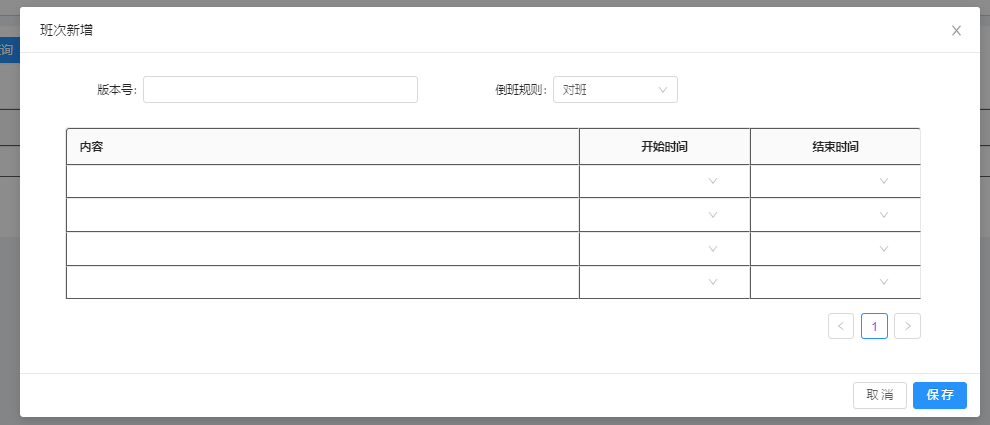 班次新增
询
版本号:
倒班规则: 对班
内容 开始时间 结束时间
1
取 消 保 存